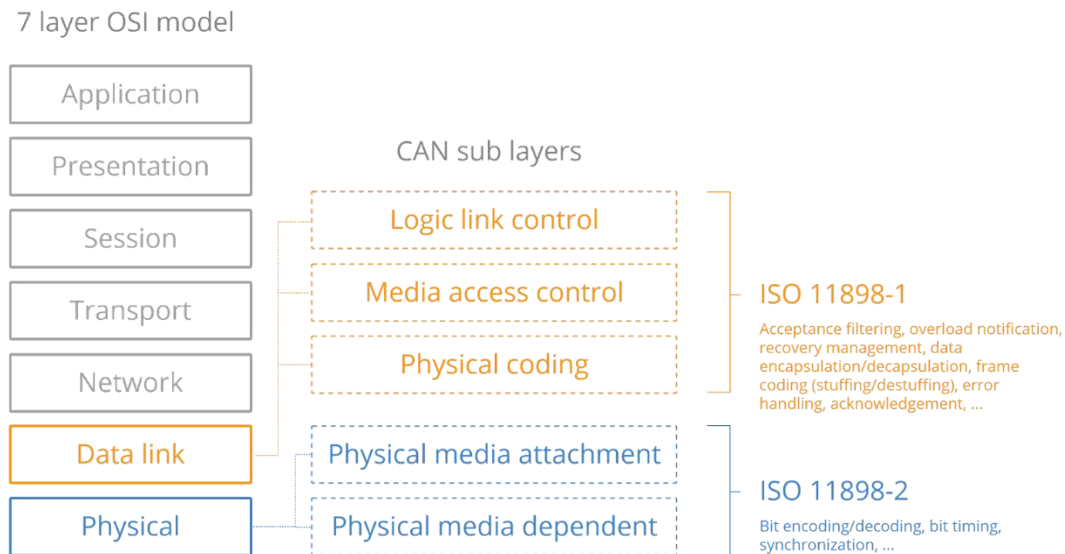 7 layer OSI model
Application
Presentation
Session
Transport
Network
Data link
Physical
CAN sub layers
Logic link control
Media access control
Physical coding
Physical media attachment
Physical media dependent
ISO 11898-1
Acceptance filtering, overload notification,
recovery management, data
encapsulation/decapsulation, frame
coding (stuffing/destuffing), error
handling, acknowledgement, ...
ISO 11898-2
Bit encoding/decoding, bit timing,
synchronization, ...